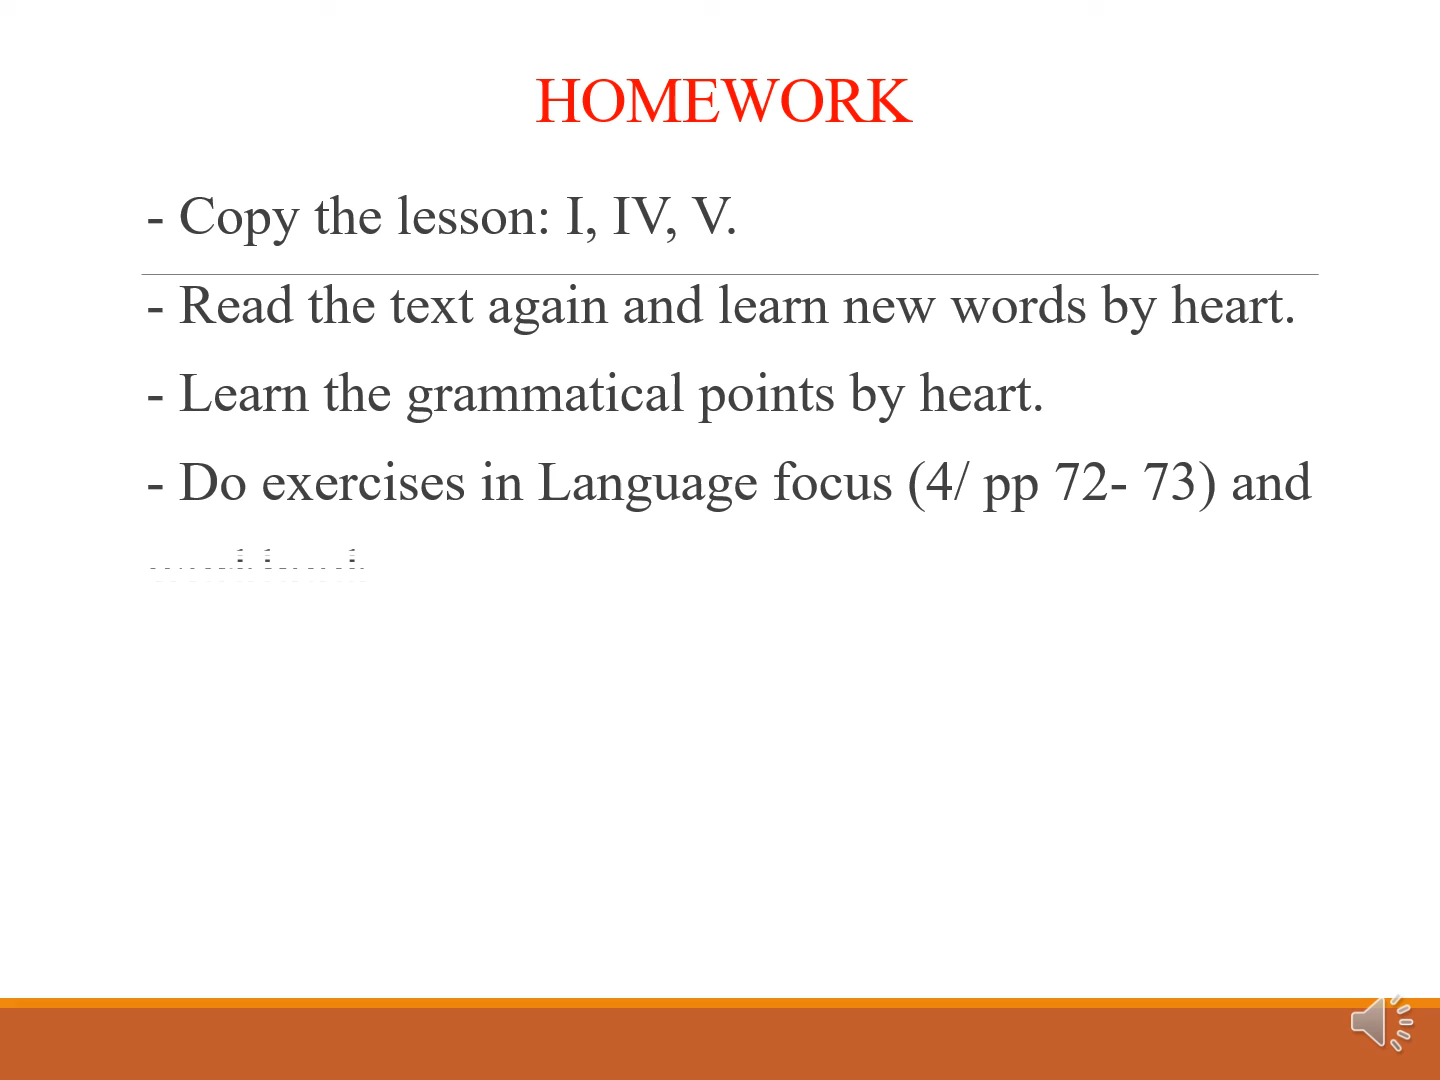 HOMEWORK
- Copy the lesson: I, IV, V.
- Read the text again and learn new words by heart.
- Learn the grammatical points by heart.
- Do exercises in Language focus (4/ pp 72- 73) and